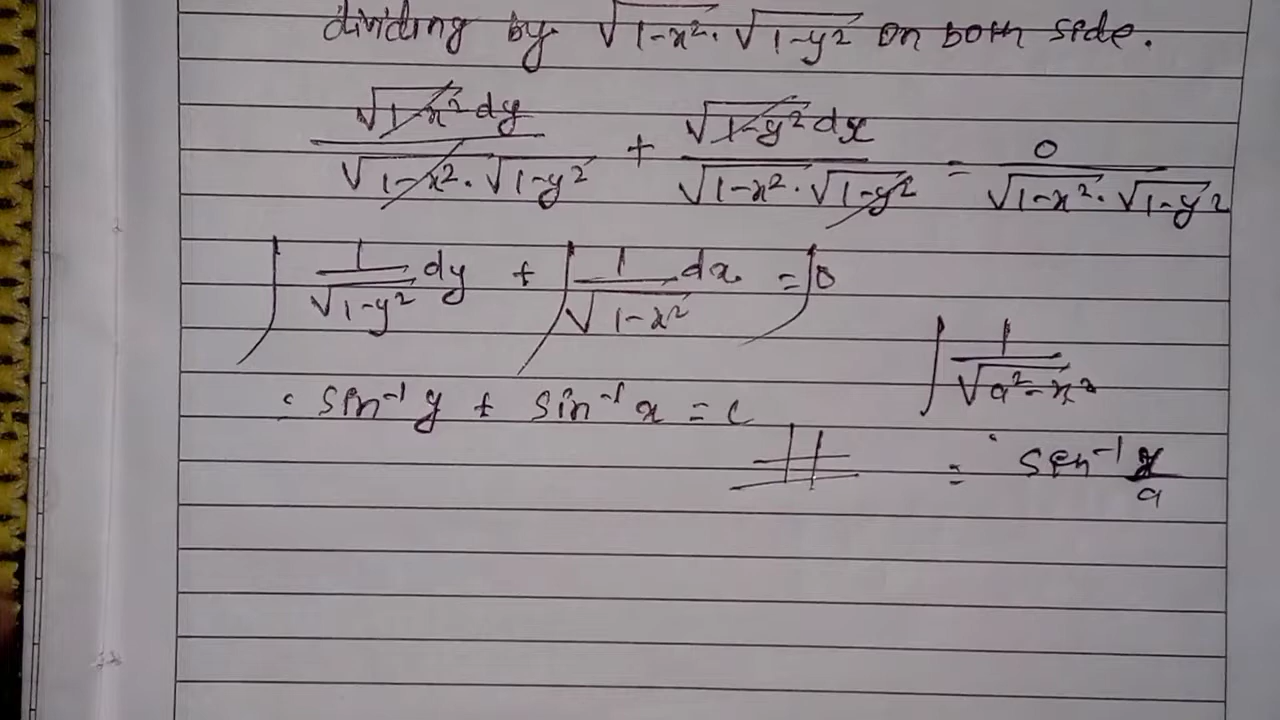 dividing by √1-x². √1-y² on both side.
√1-x² dy / √1-x². √1-y² + √1-y² dx / √1-x². √1-y² = 0 / √1-x². √1-y²
∫ 1/√1-y² dy + ∫ 1/√1-x² dx = ∫0
∫ 1/√a²-x²
: sin⁻¹ y + sin⁻¹ x = c
= sin⁻¹ x/a